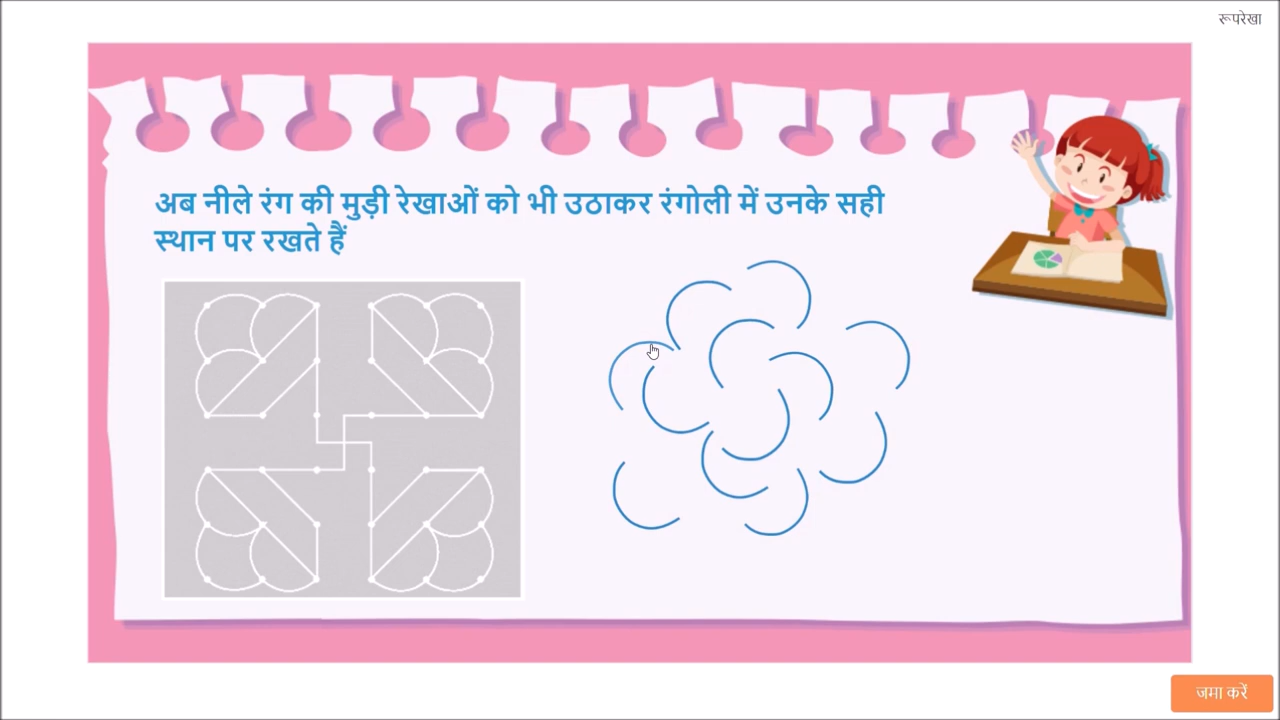 रूपरेखा
अब नीले रंग की मुड़ी रेखाओं को भी उठाकर रंगोली में उनके सही
स्थान पर रखते हैं
जमा करें